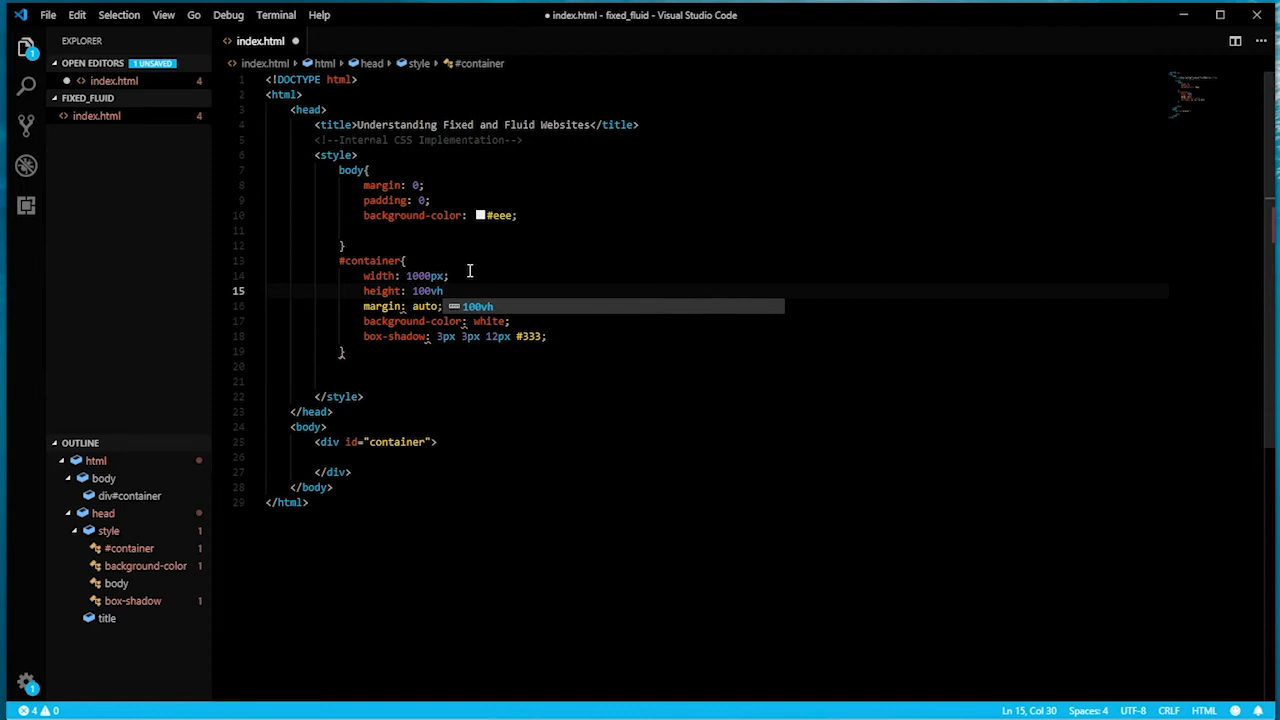 File Edit Selection View Go Debug Terminal Help
● index.html - fixed_fluid - Visual Studio Code
EXPLORER
OPEN EDITORS 1 UNSAVED
index.html 4
FIXED_FLUID
index.html 4
OUTLINE
html
body
div#container
head
style 1
#container 1
background-color 1
body
box-shadow 1
title
1
1
index.html ●
index.html > html > head > style > #container
1 <!DOCTYPE html>
2 <html>
3 <head>
4 <title>Understanding Fixed and Fluid Websites</title>
5 <!--Internal CSS Implementation-->
6 <style>
7 body{
8 margin: 0;
9 padding: 0;
10 background-color: #eee;
11
12 }
13 #container{
14 width: 1000px;
15 height: 100vh
16 margin: auto;
100vh
17 background-color: white;
18 box-shadow: 3px 3px 12px #333;
19 }
20
21
22 </style>
23 </head>
24 <body>
25 <div id="container">
26
27 </div>
28 </body>
29 </html>
4 0
Ln 15, Col 30 Spaces: 4 UTF-8 CRLF HTML